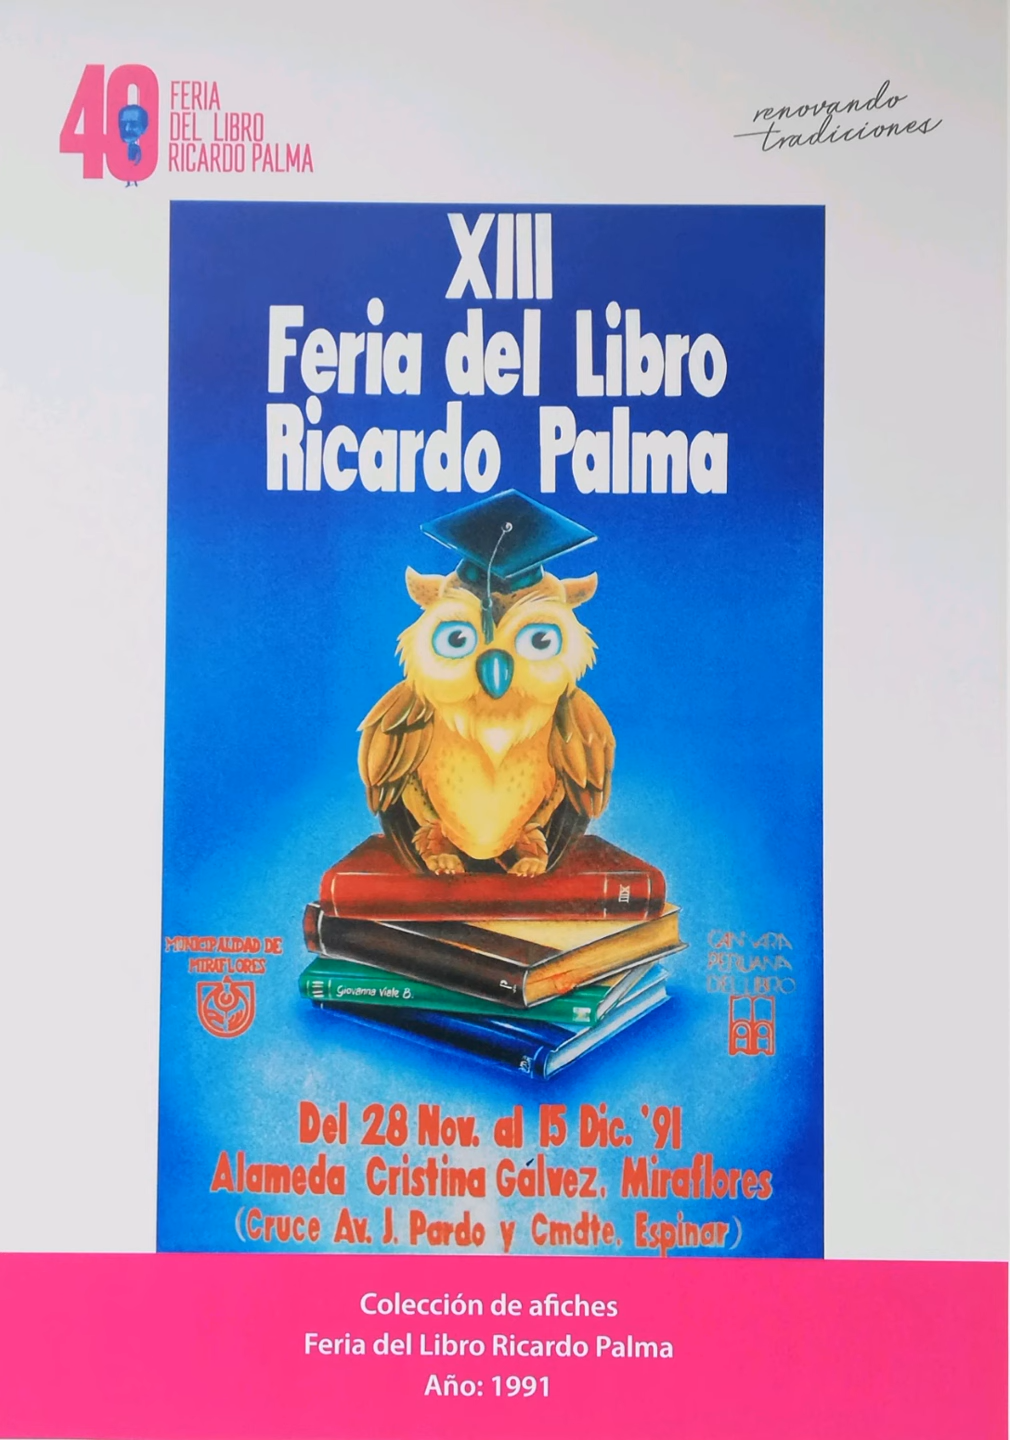 40 FERIA
DEL LIBRO
RICARDO PALMA
renovando
tradiciones
XIII
Feria del Libro
Ricardo Palma
XIII
P
Giovanna Viale B.
MUNICIPALIDAD DE
MIRAFLORES
CAMARA
PERUANA
DEL LIBRO
Del 28 Nov. al 15 Dic. '91
Alameda Cristina Gálvez. Miraflores
(Cruce Av. J. Pardo y Cmdte. Espinar)
Colección de afiches
Feria del Libro Ricardo Palma
Año: 1991